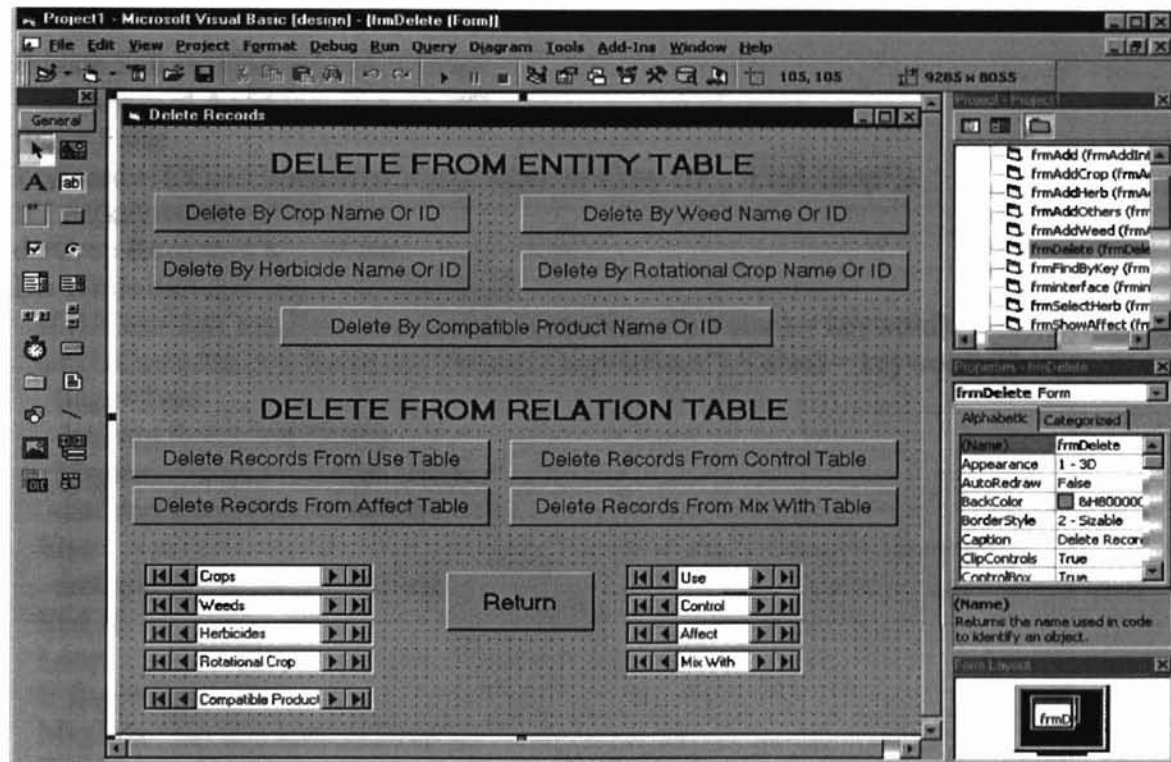 Project1 - Microsoft Visual Basic [design] - [frmDelete (Form)]
File Edit View Project Format Debug Run Query Diagram Tools Add-Ins Window Help
105, 105 9285 x 8055
General
A ab
Delete Records
DELETE FROM ENTITY TABLE
Delete By Crop Name Or ID
Delete By Weed Name Or ID
Delete By Herbicide Name Or ID
Delete By Rotational Crop Name Or ID
Delete By Compatible Product Name Or ID
DELETE FROM RELATION TABLE
Delete Records From Use Table
Delete Records From Control Table
Delete Records From Affect Table
Delete Records From Mix With Table
Crops
Weeds
Herbicides
Rotational Crop
Compatible Product
Return
Use
Control
Affect
Mix With
Project - Project1
frmAdd (frmAddInt
frmAddCrop (frmA
frmAddHerb (frmA
frmAddOthers (frm
frmAddWeed (frmA
frmDelete (frmDele
frmFindByKey (frm
frminterface (frmin
frmSelectHerb (frm
frmShowAffect (frr
Properties - frmDelete
frmDelete Form
Alphabetic Categorized
(Name) frmDelete
Appearance 1 - 3D
AutoRedraw False
BackColor &H800000
BorderStyle 2 - Sizable
Caption Delete Record
ClipControls True
ControlBox True
(Name)
Returns the name used in code
to identify an object.
Form Layout
frmD